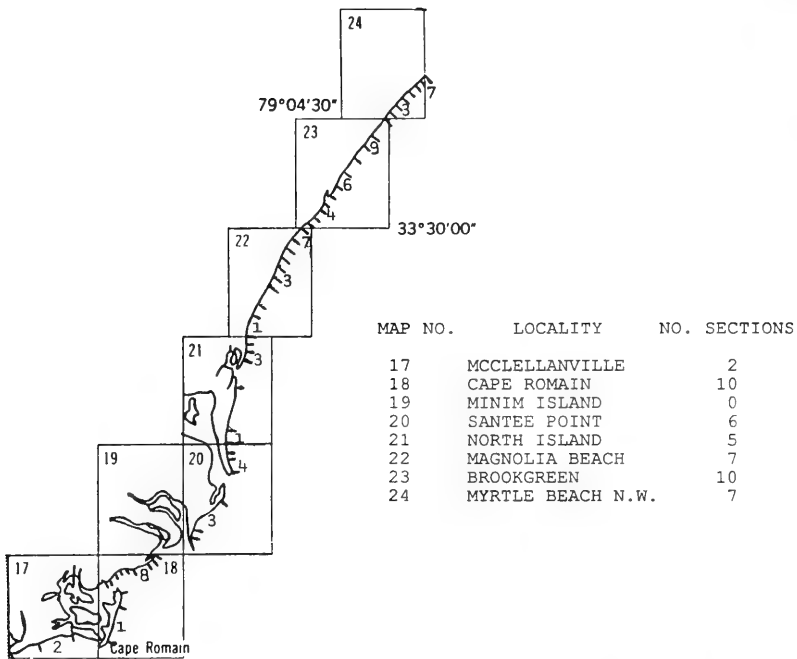 24
7
79°04'30"
3
23
9
6
4
33°30'00"
22
7
3
1
MAP NO. LOCALITY NO. SECTIONS
21
3
17 MCCLELLANVILLE 2
18 CAPE ROMAIN 10
19 MINIM ISLAND 0
20 SANTEE POINT 6
21 NORTH ISLAND 5
22 MAGNOLIA BEACH 7
23 BROOKGREEN 10
24 MYRTLE BEACH N.W. 7
1
19 20
4
3
17 8 18
1
2
Cape Romain